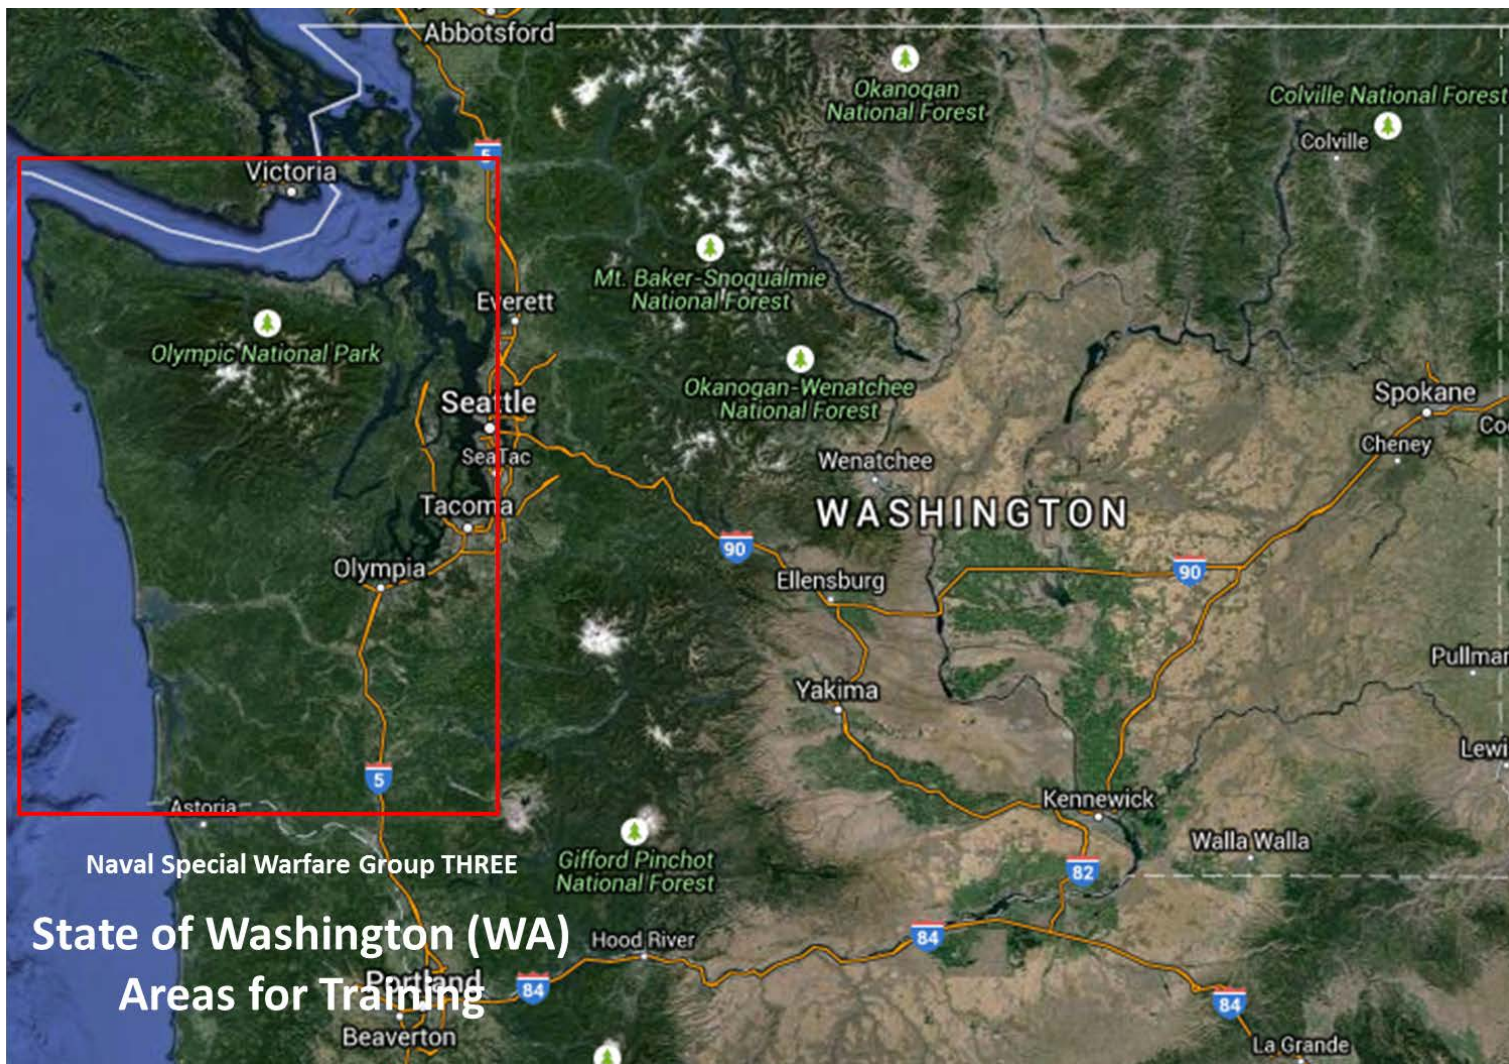 Abbotsford
Okanogan
National Forest
Colville National Forest
Colville
5
Victoria
Mt. Baker-Snoqualmie
National Forest
Everett
Olympic National Park
Okanogan-Wenatchee
National Forest
Seattle
Spokane
Co
Cheney
SeaTac
Wenatchee
Tacoma
WASHINGTON
90
Olympia
Ellensburg
90
Pullman
Yakima
Lewi
5
Astoria
Kennewick
Walla Walla
Naval Special Warfare Group THREE
Gifford Pinchot
National Forest
82
State of Washington (WA)
Areas for Training
Hood River
84
Portland
84
84
Beaverton
La Grande